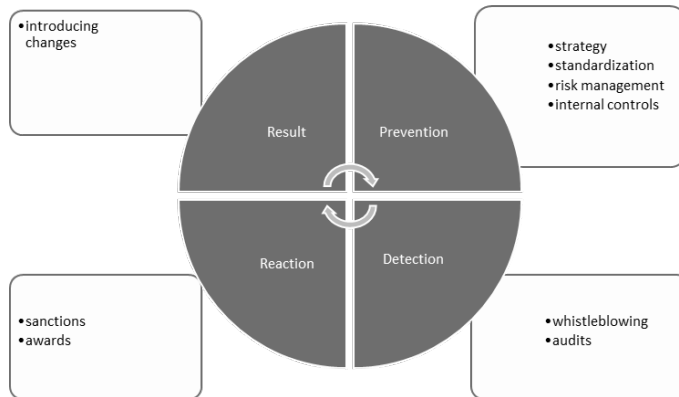 •introducing
changes
•strategy
•standardization
•risk management
•internal controls
Result
Prevention
Reaction
Detection
•sanctions
•awards
•whistleblowing
•audits